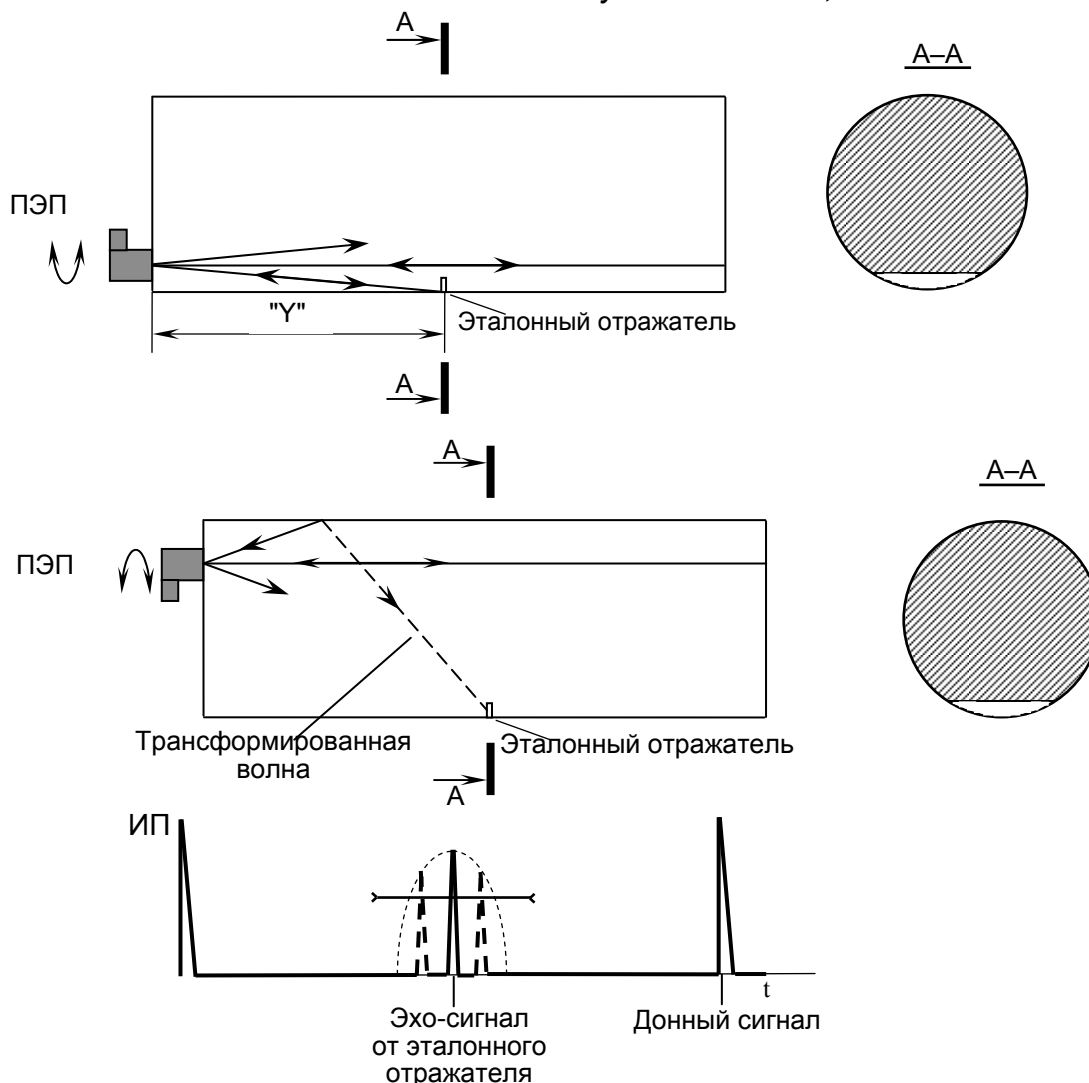 А
А–А
ПЭП
"Y"
Эталонный отражатель
А
А
А–А
ПЭП
Трансформированная
волна
Эталонный отражатель
А
ИП
t
Эхо-сигнал
от эталонного
отражателя
Донный сигнал